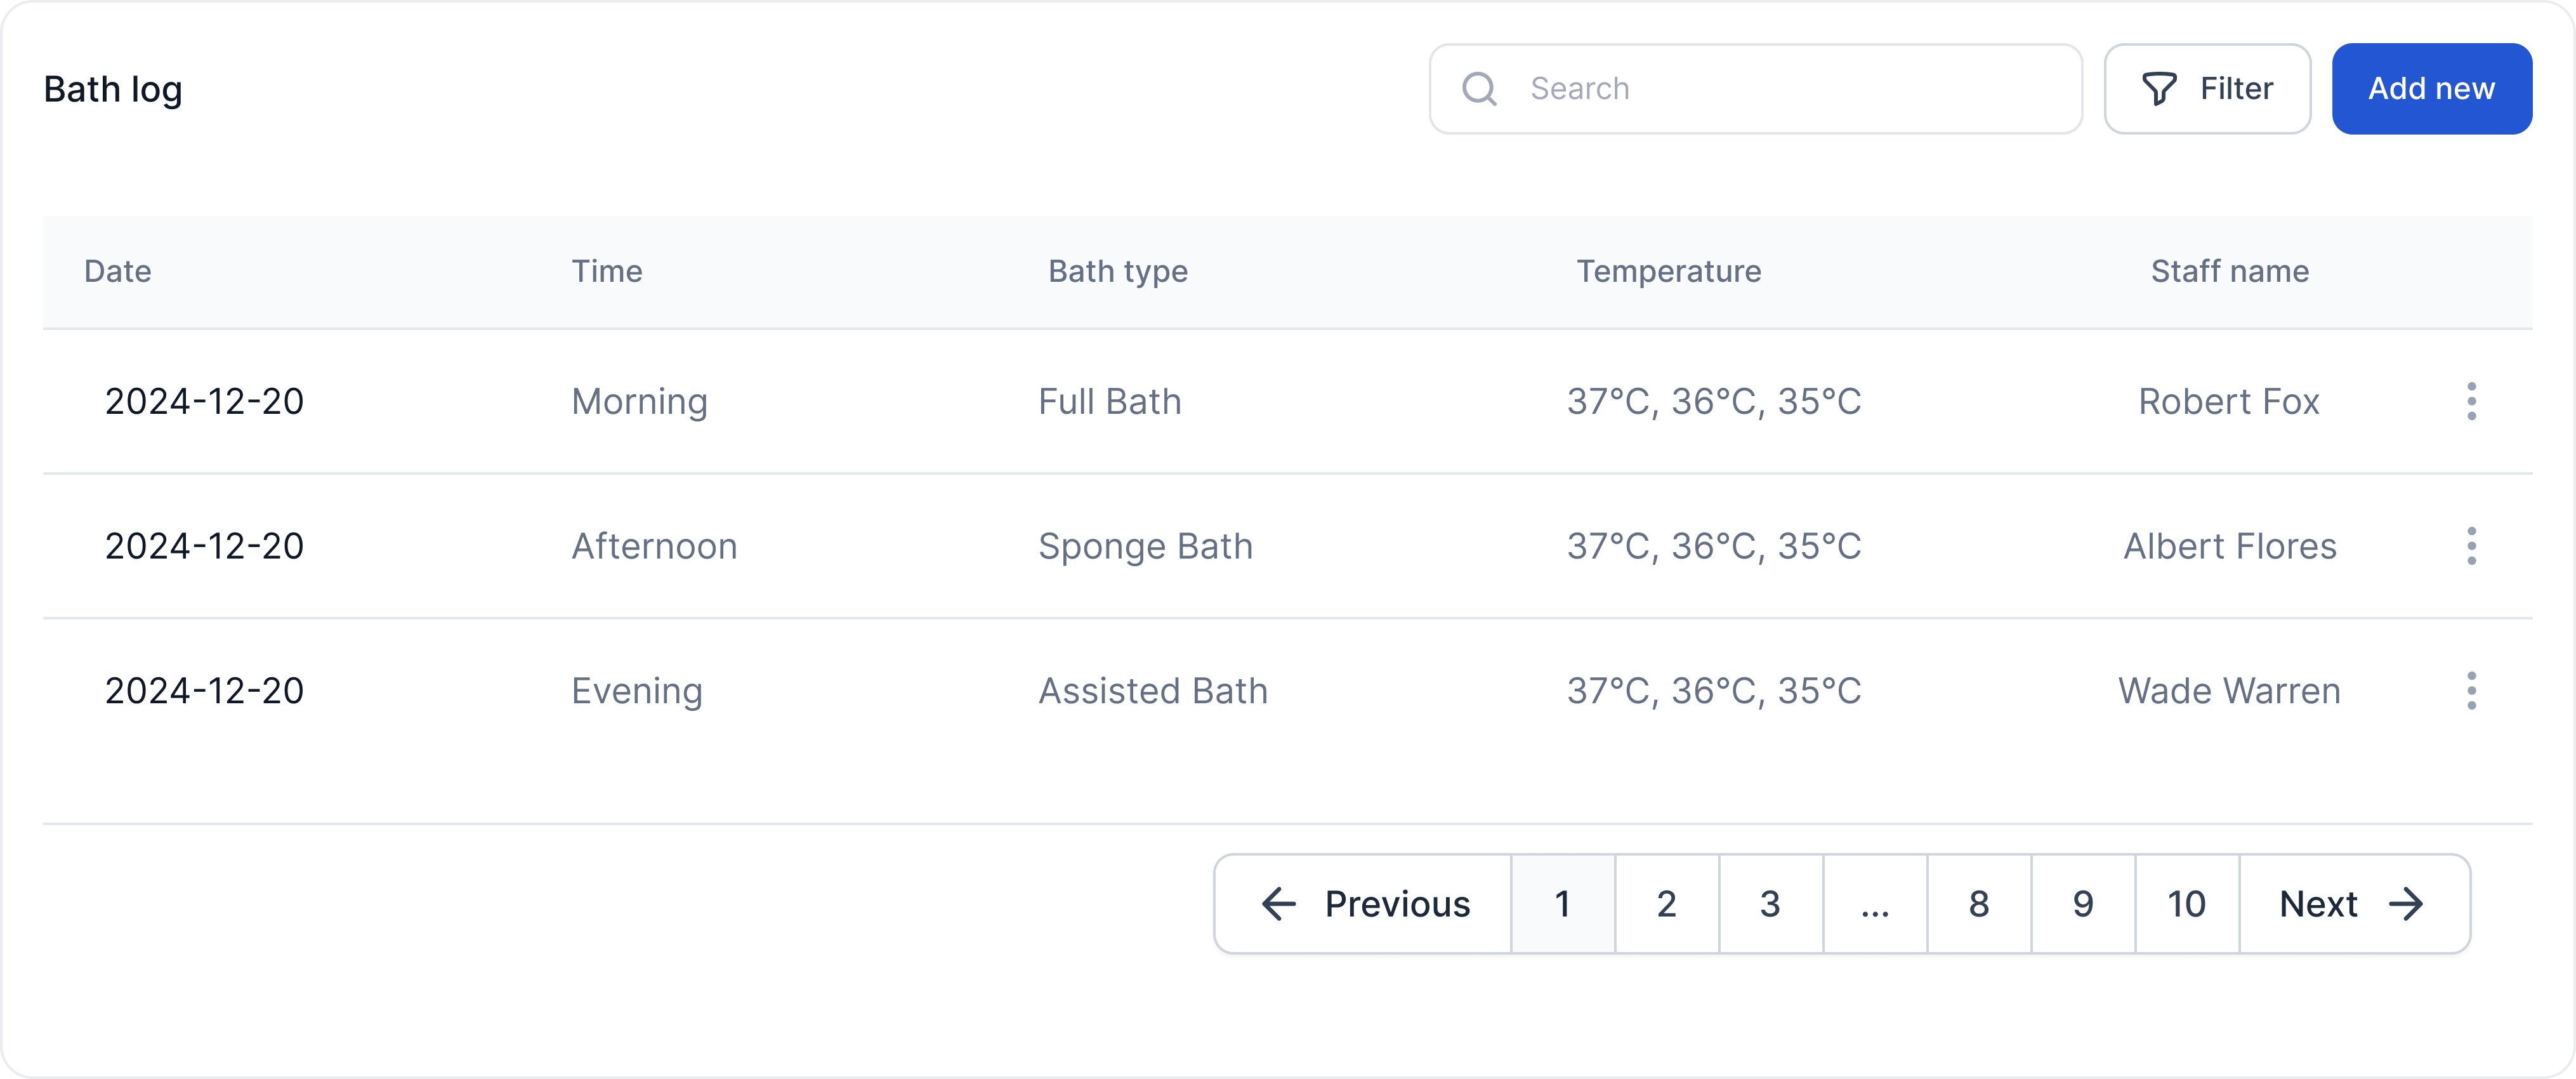 Bath log
Search
Filter
Add new
Date Time Bath type Temperature Staff name
2024-12-20 Morning Full Bath 37°C, 36°C, 35°C Robert Fox
2024-12-20 Afternoon Sponge Bath 37°C, 36°C, 35°C Albert Flores
2024-12-20 Evening Assisted Bath 37°C, 36°C, 35°C Wade Warren
Previous 1 2 3 ... 8 9 10 Next